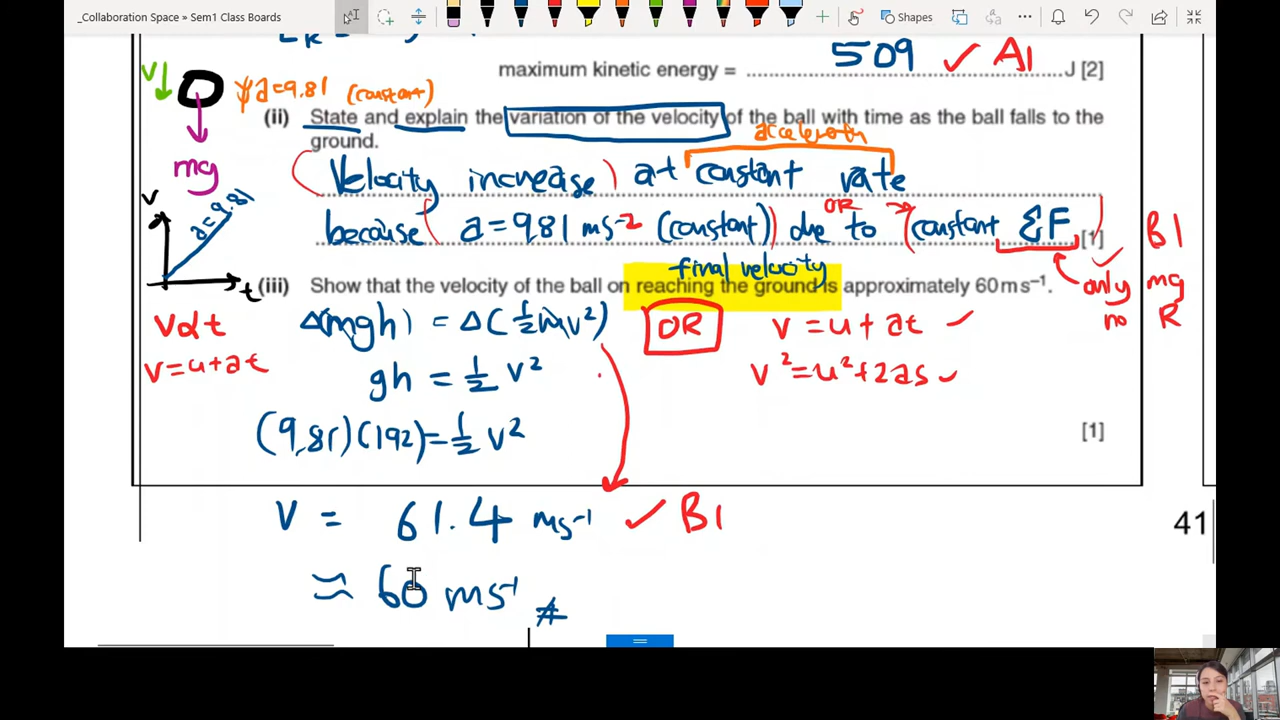 _Collaboration Space » Sem1 Class Boards
Shapes
509 ✓ A1
maximum kinetic energy = ..............................................J [2]
V↓
a=9.81 (constant)
mg
(ii) State and explain the variation of the velocity of the ball with time as the ball falls to the
ground.
acceleratn
(Velocity increase) at constant rate
OR
because (a = 9.81 ms⁻² (constant)) due to (constant ΣF) [1] B1
✓ only mg
no R
v
a=9.81
t
V∝t
V=u+at
final velocity
(iii) Show that the velocity of the ball on reaching the ground is approximately 60 m s⁻¹.
Δ(mgh) = Δ(½mv²) OR v = u + at ✓
gh = ½ v² v² = u² + 2as ✓
(9.81)(192) = ½ v² [1]
V = 61.4 ms⁻¹ ✓ B1
≈ 60 ms⁻¹
41